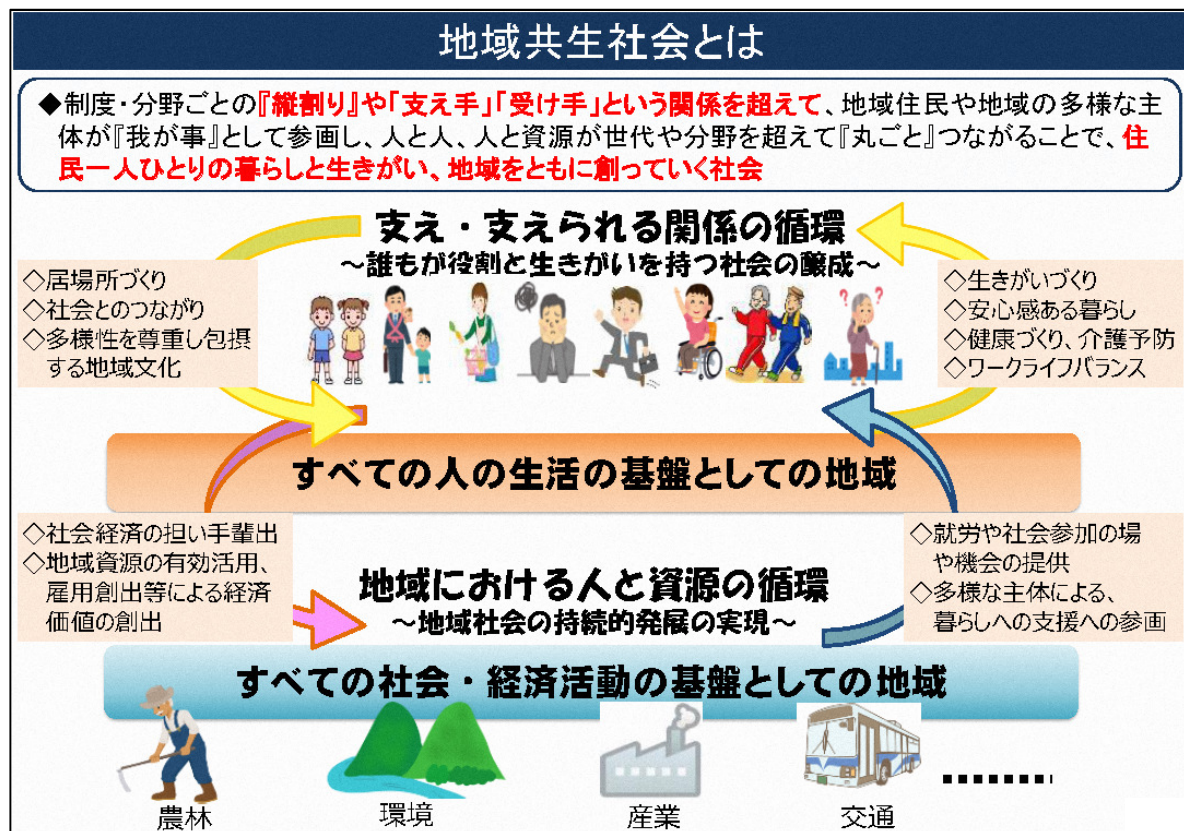 地域共生社会とは
◆制度・分野ごとの『縦割り』や「支え手」「受け手」という関係を超えて、地域住民や地域の多様な主
体が『我が事』として参画し、人と人、人と資源が世代や分野を超えて『丸ごと』つながることで、住
民一人ひとりの暮らしと生きがい、地域をともに創っていく社会
支え・支えられる関係の循環
～誰もが役割と生きがいを持つ社会の醸成～
◇居場所づくり
◇社会とのつながり
◇多様性を尊重し包摂
する地域文化
◇生きがいづくり
◇安心感ある暮らし
◇健康づくり、介護予防
◇ワークライフバランス
? ?
すべての人の生活の基盤としての地域
◇社会経済の担い手輩出
◇地域資源の有効活用、
雇用創出等による経済
価値の創出
地域における人と資源の循環
～地域社会の持続的発展の実現～
◇就労や社会参加の場
や機会の提供
◇多様な主体による、
暮らしへの支援への参画
すべての社会・経済活動の基盤としての地域
農林
環境
産業
交通